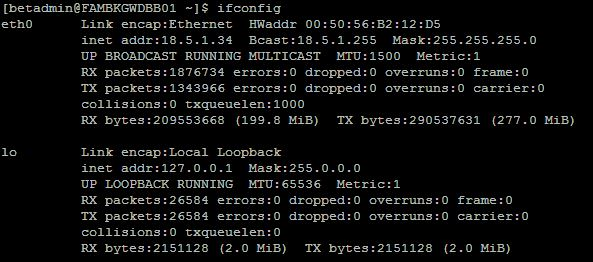 [betadmin@FAMBKGWDBB01 ~]$ ifconfig
eth0      Link encap:Ethernet  HWaddr 00:50:56:B2:12:D5
          inet addr:18.5.1.34  Bcast:18.5.1.255  Mask:255.255.255.0
          UP BROADCAST RUNNING MULTICAST  MTU:1500  Metric:1
          RX packets:1876734 errors:0 dropped:0 overruns:0 frame:0
          TX packets:1343966 errors:0 dropped:0 overruns:0 carrier:0
          collisions:0 txqueuelen:1000
          RX bytes:209553668 (199.8 MiB)  TX bytes:290537631 (277.0 MiB)
lo        Link encap:Local Loopback
          inet addr:127.0.0.1  Mask:255.0.0.0
          UP LOOPBACK RUNNING  MTU:65536  Metric:1
          RX packets:26584 errors:0 dropped:0 overruns:0 frame:0
          TX packets:26584 errors:0 dropped:0 overruns:0 carrier:0
          collisions:0 txqueuelen:0
          RX bytes:2151128 (2.0 MiB)  TX bytes:2151128 (2.0 MiB)